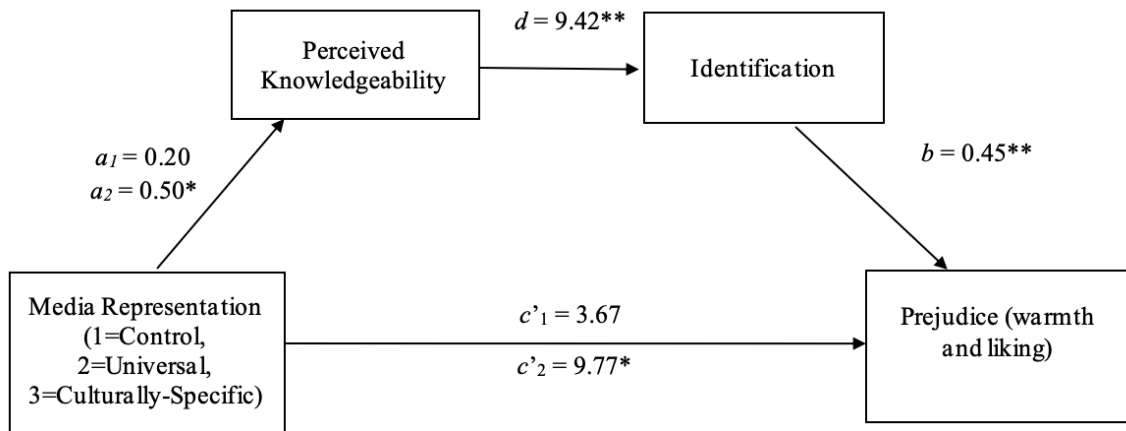 d = 9.42**
Perceived
Knowledgeability
Identification
a1 = 0.20
a2 = 0.50*
b = 0.45**
Media Representation
(1=Control,
2=Universal,
3=Culturally-Specific)
c’1 = 3.67
c’2 = 9.77*
Prejudice (warmth
and liking)